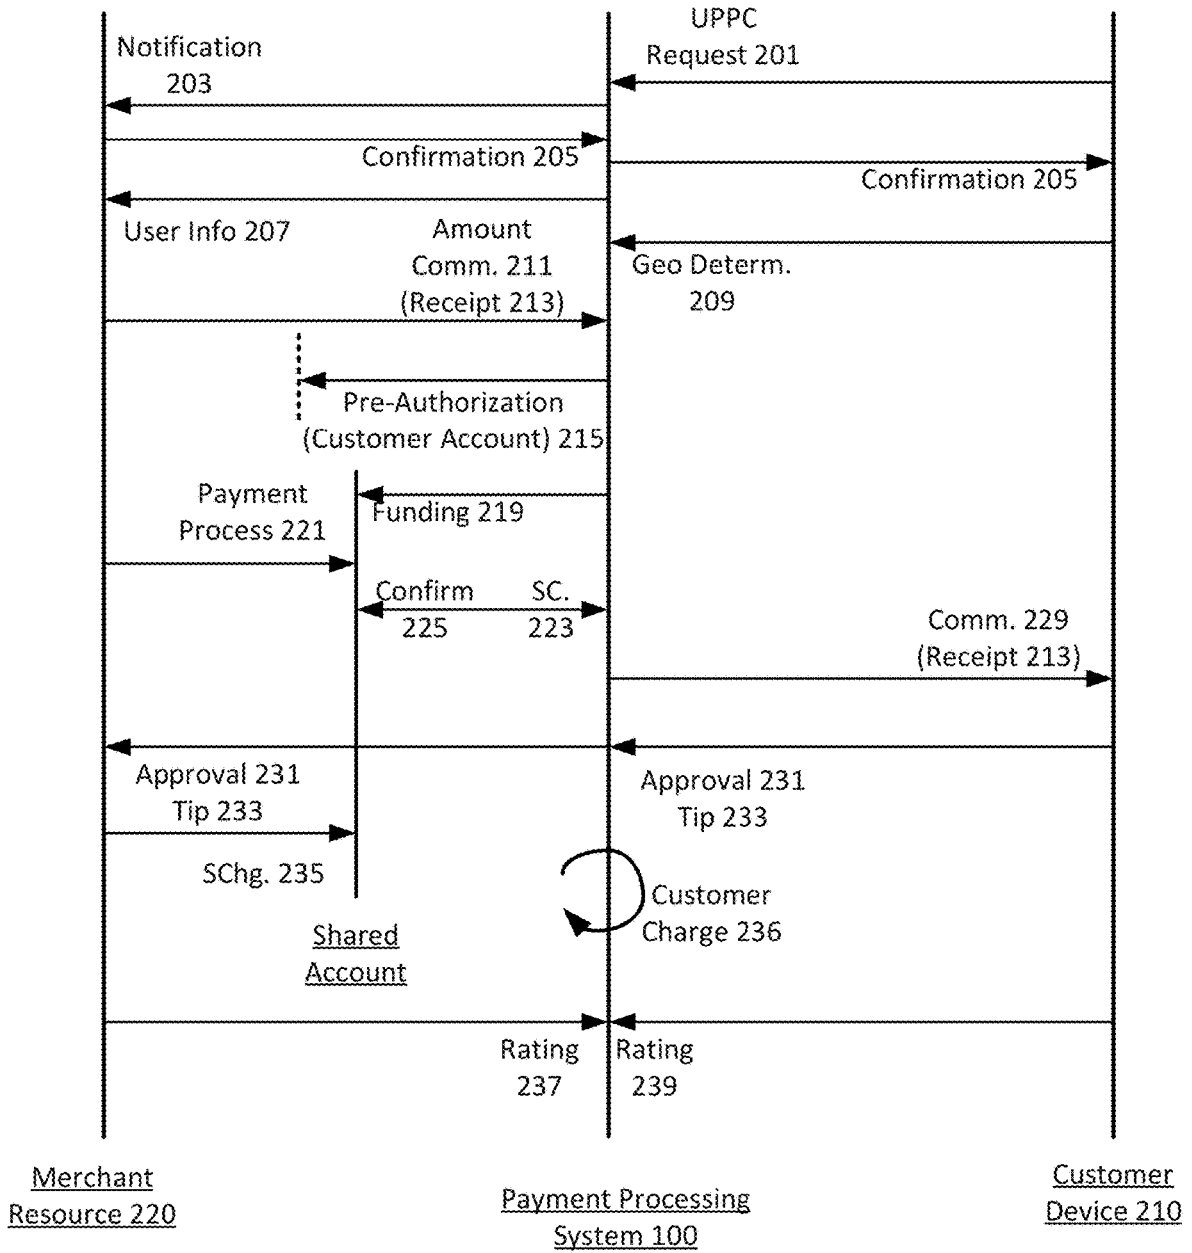 UPPC
Request 201
Notification
203
Confirmation 205
Confirmation 205
User Info 207
Amount
Comm. 211
(Receipt 213)
Geo Determ.
209
Pre-Authorization
(Customer Account) 215
Payment
Process 221
Funding 219
Confirm
225
SC.
223
Comm. 229
(Receipt 213)
Approval 231
Tip 233
Approval 231
Tip 233
SChg. 235
Customer
Charge 236
Shared
Account
Rating
237
Rating
239
Merchant
Resource 220
Payment Processing
System 100
Customer
Device 210